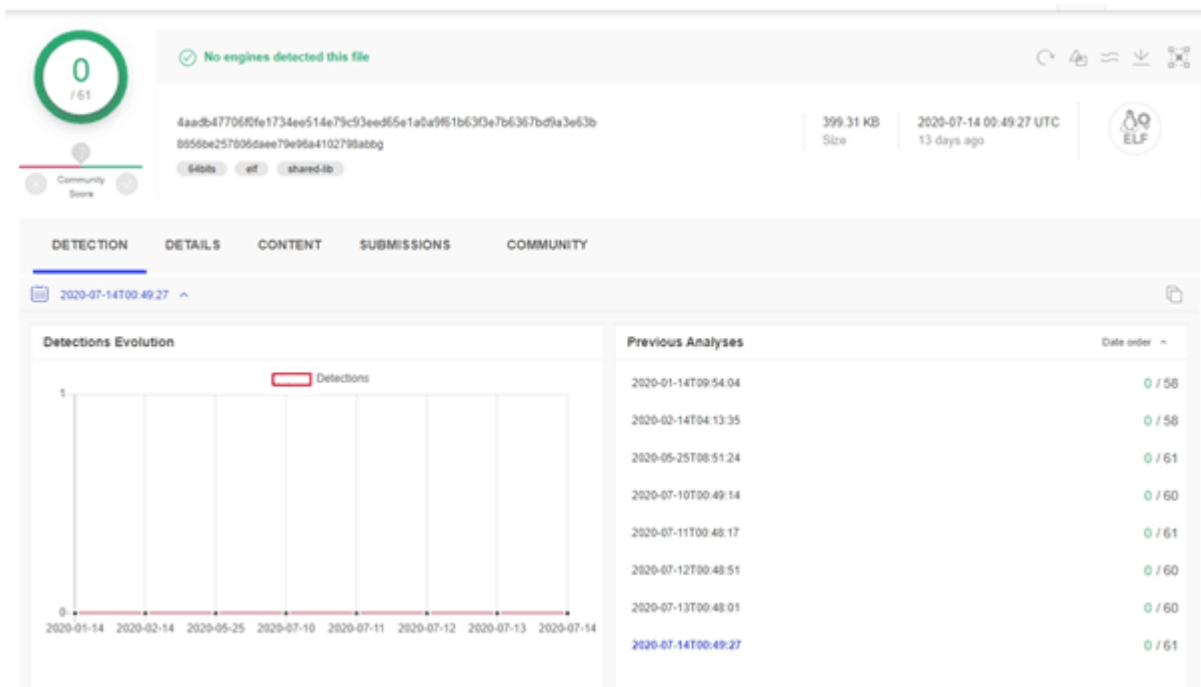 0
/ 61
No engines detected this file
4aadb47706f0fe1734ee514e79c93eed65e1a0a9f61b63f3e7b6367bd9a3e63b
8656be257806daee79e96a4102798abbg
64bits elf shared-lib
399.31 KB
Size
2020-07-14 00:49:27 UTC
13 days ago
ELF
?
Community
Score
DETECTION DETAILS CONTENT SUBMISSIONS COMMUNITY
2020-07-14T00:49:27
Detections Evolution
Detections
1
0
2020-01-14 2020-02-14 2020-05-25 2020-07-10 2020-07-11 2020-07-12 2020-07-13 2020-07-14
Previous Analyses Date order
2020-01-14T09:54:04 0 / 58
2020-02-14T04:13:35 0 / 58
2020-05-25T08:51:24 0 / 61
2020-07-10T00:49:14 0 / 60
2020-07-11T00:48:17 0 / 61
2020-07-12T00:48:51 0 / 60
2020-07-13T00:48:01 0 / 60
2020-07-14T00:49:27 0 / 61